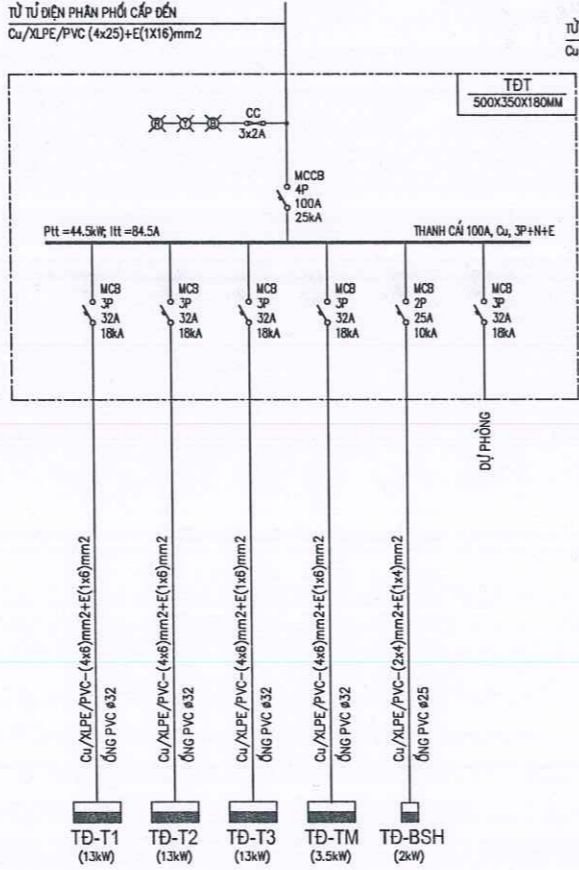 TỪ TỦ ĐIỆN PHÂN PHỐI CẤP ĐẾN
Cu/XLPE/PVC (4x25)+E(1X16)mm2
TỪ
Cu
TĐT
500X350X180MM
R Y B
CC
3x2A
MCCB
4P
100A
25kA
Ptt =44.5kW; Itt =84.5A
THANH CÁI 100A, Cu, 3P+N+E
MCB
3P
32A
18kA
MCB
3P
32A
18kA
MCB
3P
32A
18kA
MCB
3P
32A
18kA
MCB
2P
25A
10kA
MCB
3P
32A
18kA
DỰ PHÒNG
Cu/XLPE/PVC-(4x6)mm2+E(1x6)mm2
ỐNG PVC ø32
Cu/XLPE/PVC-(4x6)mm2+E(1x6)mm2
ỐNG PVC ø32
Cu/XLPE/PVC-(4x6)mm2+E(1x6)mm2
ỐNG PVC ø32
Cu/XLPE/PVC-(4x6)mm2+E(1x6)mm2
ỐNG PVC ø32
Cu/XLPE/PVC-(2x4)mm2+E(1x4)mm2
ỐNG PVC ø25
TĐ-T1
(13kW)
TĐ-T2
(13kW)
TĐ-T3
(13kW)
TĐ-TM
(3.5kW)
TĐ-BSH
(2kW)